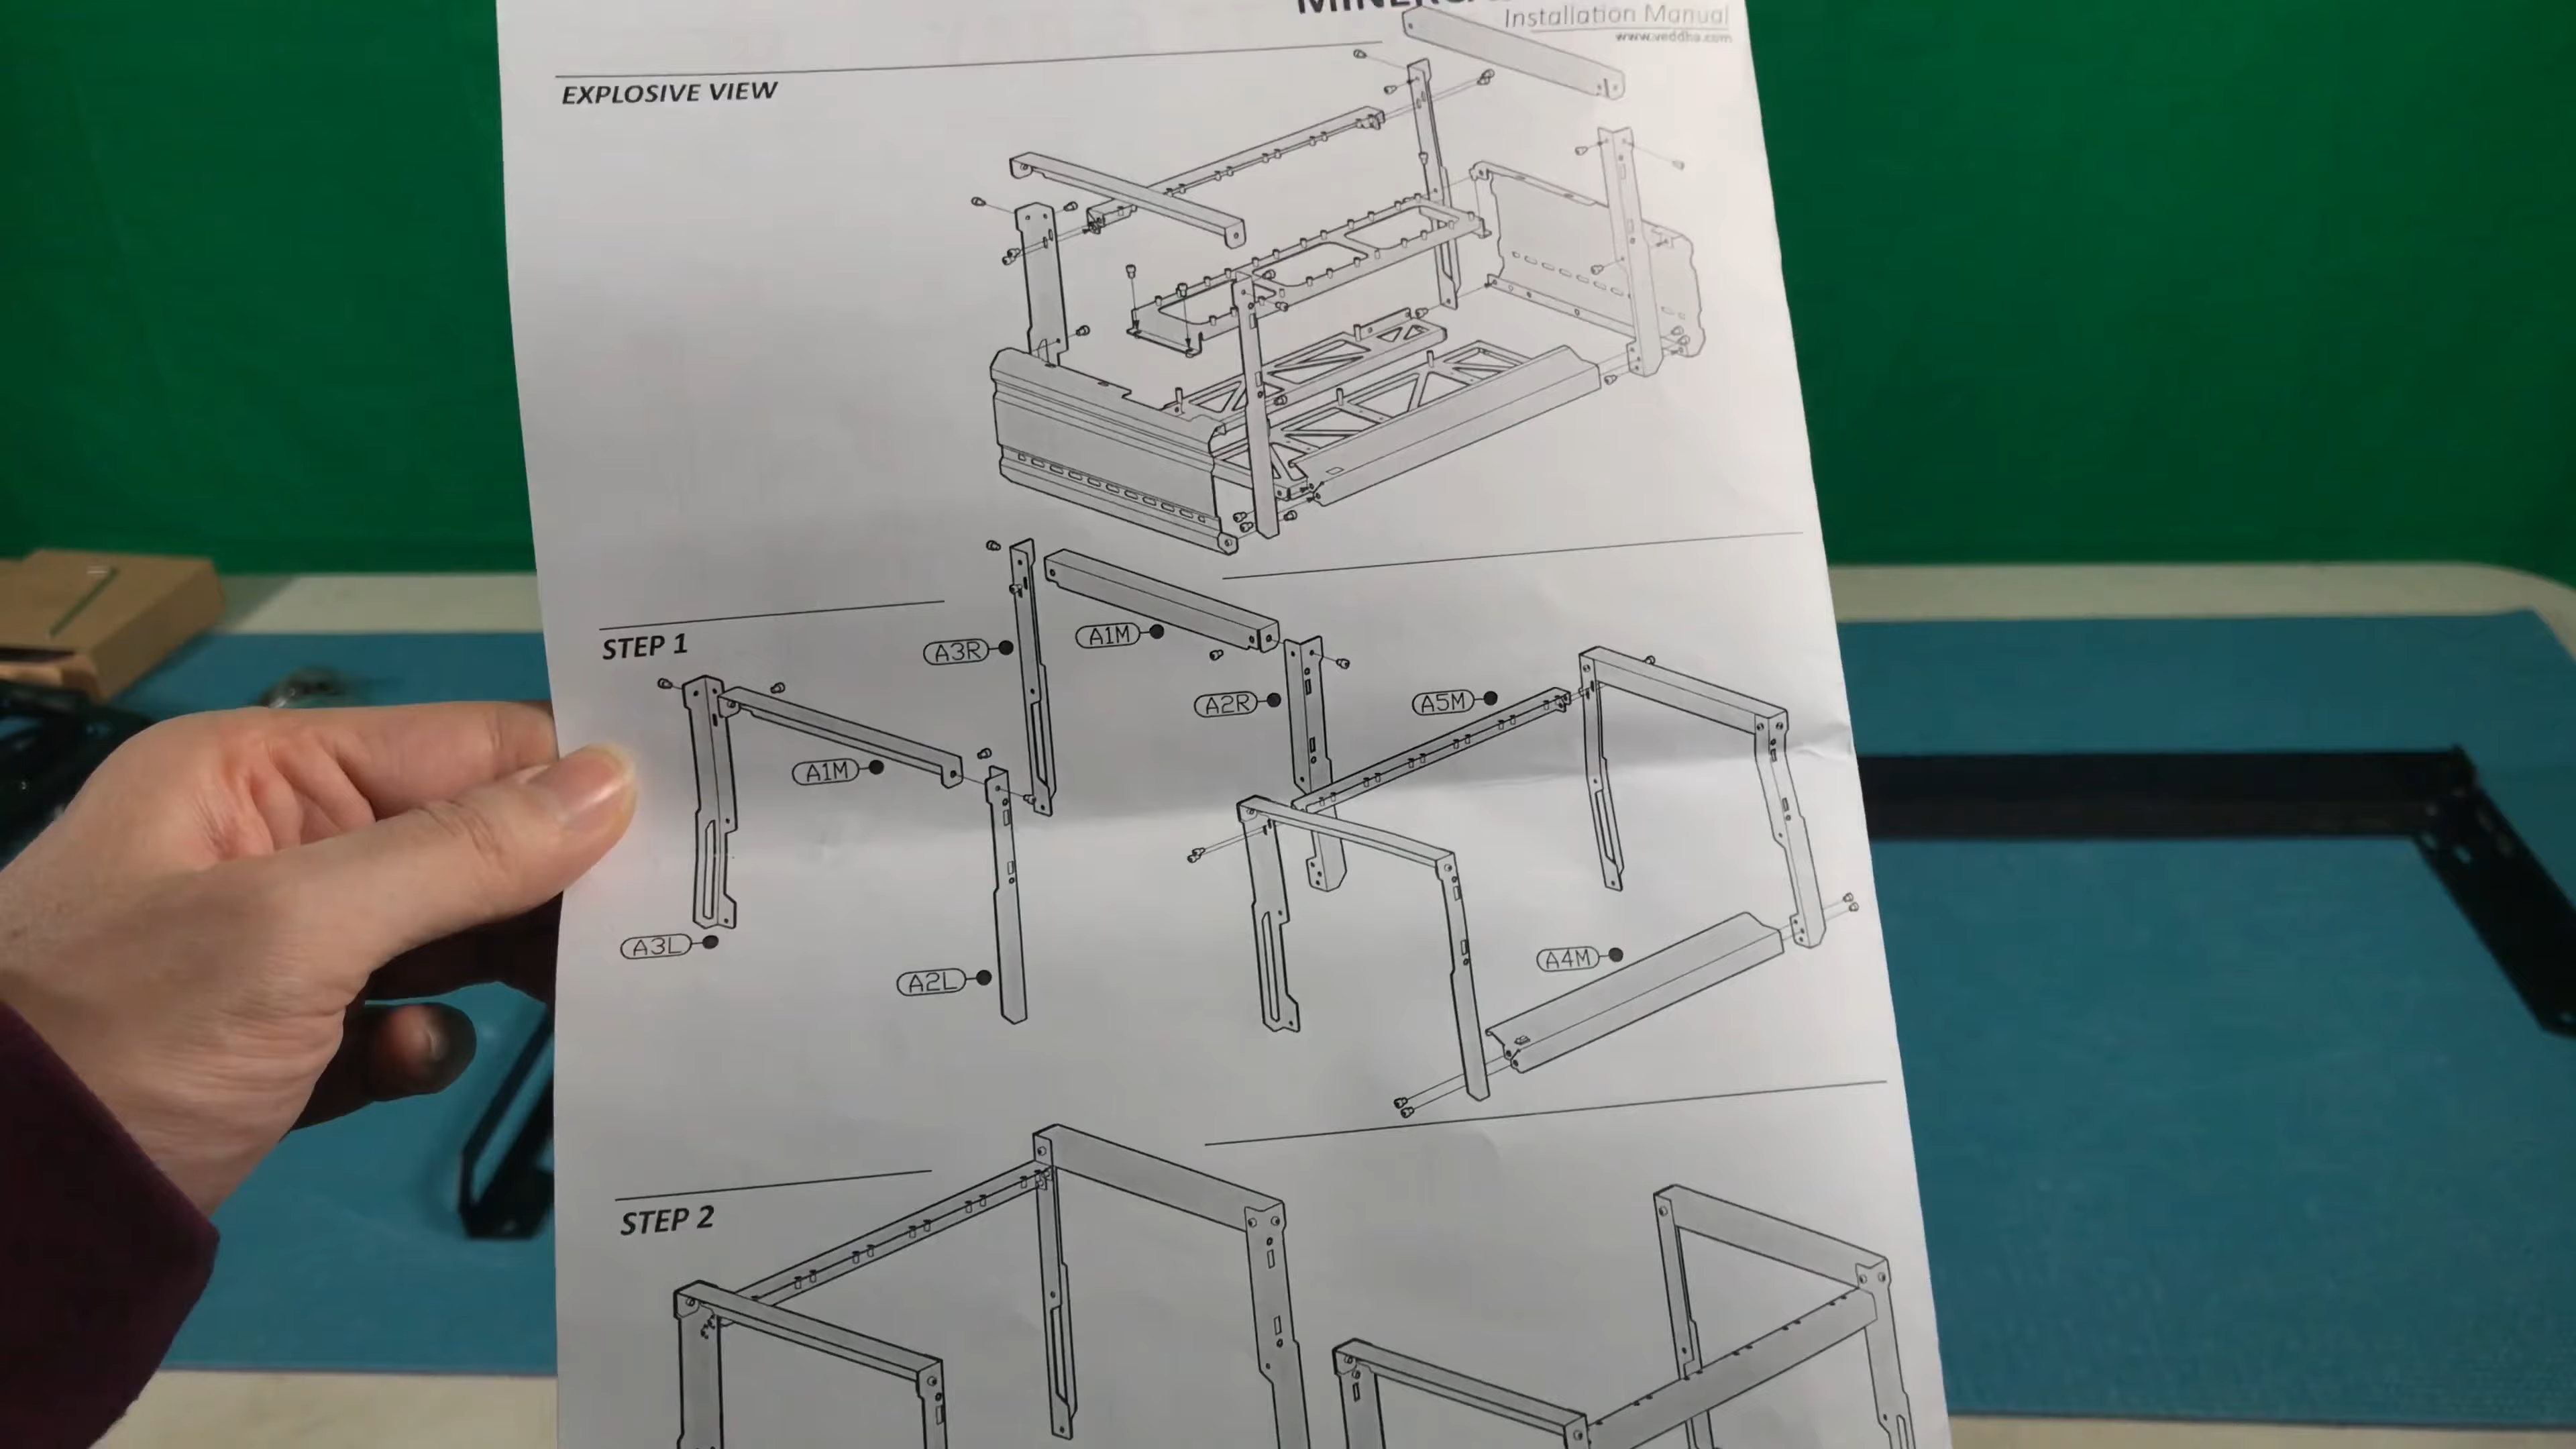 Installation Manual
www.veddha.com
EXPLOSIVE VIEW
STEP 1
A3R
A1M
A2R
A5M
A1M
A3L
A2L
A4M
STEP 2